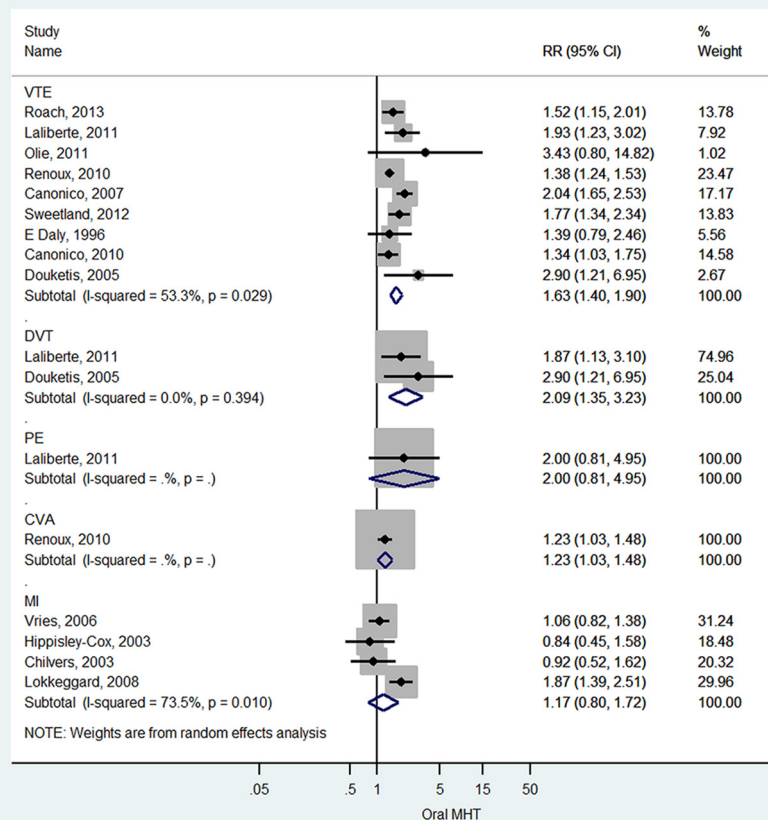 Study %
Name RR (95% CI) Weight
VTE
Roach, 2013 1.52 (1.15, 2.01) 13.78
Laliberte, 2011 1.93 (1.23, 3.02) 7.92
Olie, 2011 3.43 (0.80, 14.82) 1.02
Renoux, 2010 1.38 (1.24, 1.53) 23.47
Canonico, 2007 2.04 (1.65, 2.53) 17.17
Sweetland, 2012 1.77 (1.34, 2.34) 13.83
E Daly, 1996 1.39 (0.79, 2.46) 5.56
Canonico, 2010 1.34 (1.03, 1.75) 14.58
Douketis, 2005 2.90 (1.21, 6.95) 2.67
Subtotal (I-squared = 53.3%, p = 0.029) 1.63 (1.40, 1.90) 100.00
.
DVT
Laliberte, 2011 1.87 (1.13, 3.10) 74.96
Douketis, 2005 2.90 (1.21, 6.95) 25.04
Subtotal (I-squared = 0.0%, p = 0.394) 2.09 (1.35, 3.23) 100.00
.
PE
Laliberte, 2011 2.00 (0.81, 4.95) 100.00
Subtotal (I-squared = .%, p = .) 2.00 (0.81, 4.95) 100.00
.
CVA
Renoux, 2010 1.23 (1.03, 1.48) 100.00
Subtotal (I-squared = .%, p = .) 1.23 (1.03, 1.48) 100.00
.
MI
Vries, 2006 1.06 (0.82, 1.38) 31.24
Hippisley-Cox, 2003 0.84 (0.45, 1.58) 18.48
Chilvers, 2003 0.92 (0.52, 1.62) 20.32
Lokkeggard, 2008 1.87 (1.39, 2.51) 29.96
Subtotal (I-squared = 73.5%, p = 0.010) 1.17 (0.80, 1.72) 100.00
NOTE: Weights are from random effects analysis
.05 .5 1 5 15 50
Oral MHT